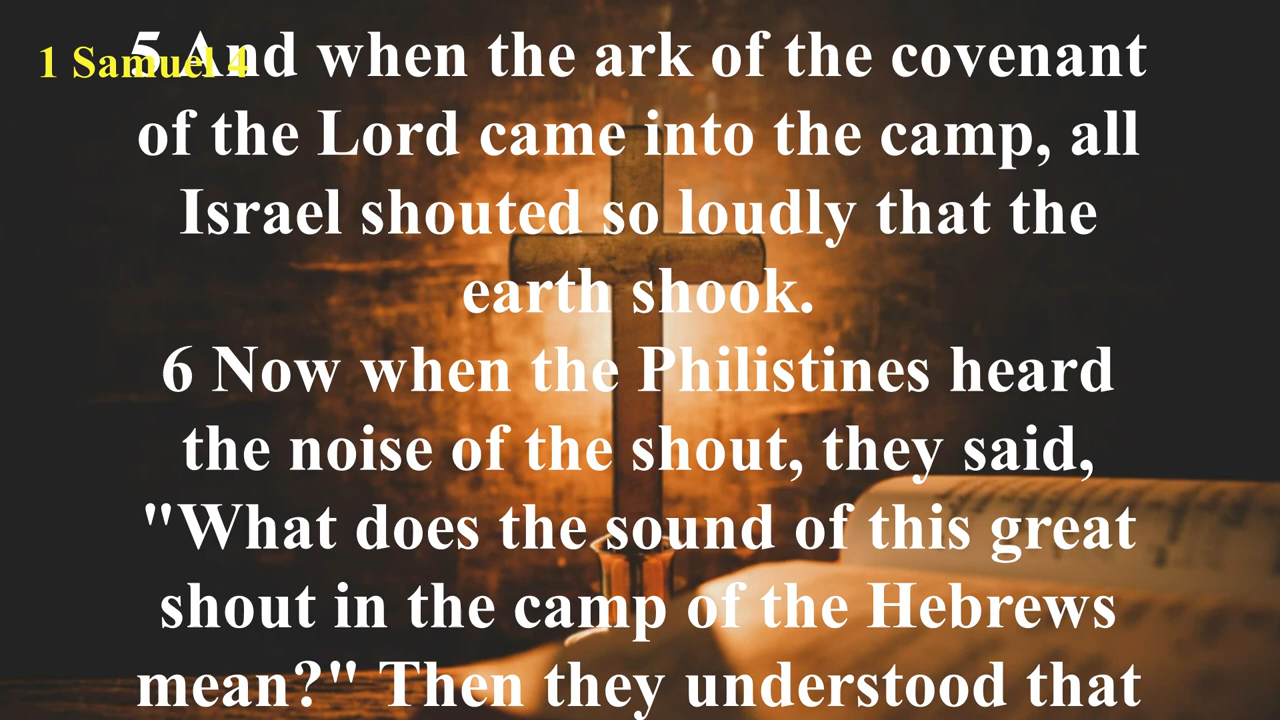 1 Samuel 4
5 And when the ark of the covenant
of the Lord came into the camp, all
Israel shouted so loudly that the
earth shook.
6 Now when the Philistines heard
the noise of the shout, they said,
"What does the sound of this great
shout in the camp of the Hebrews
mean?" Then they understood that